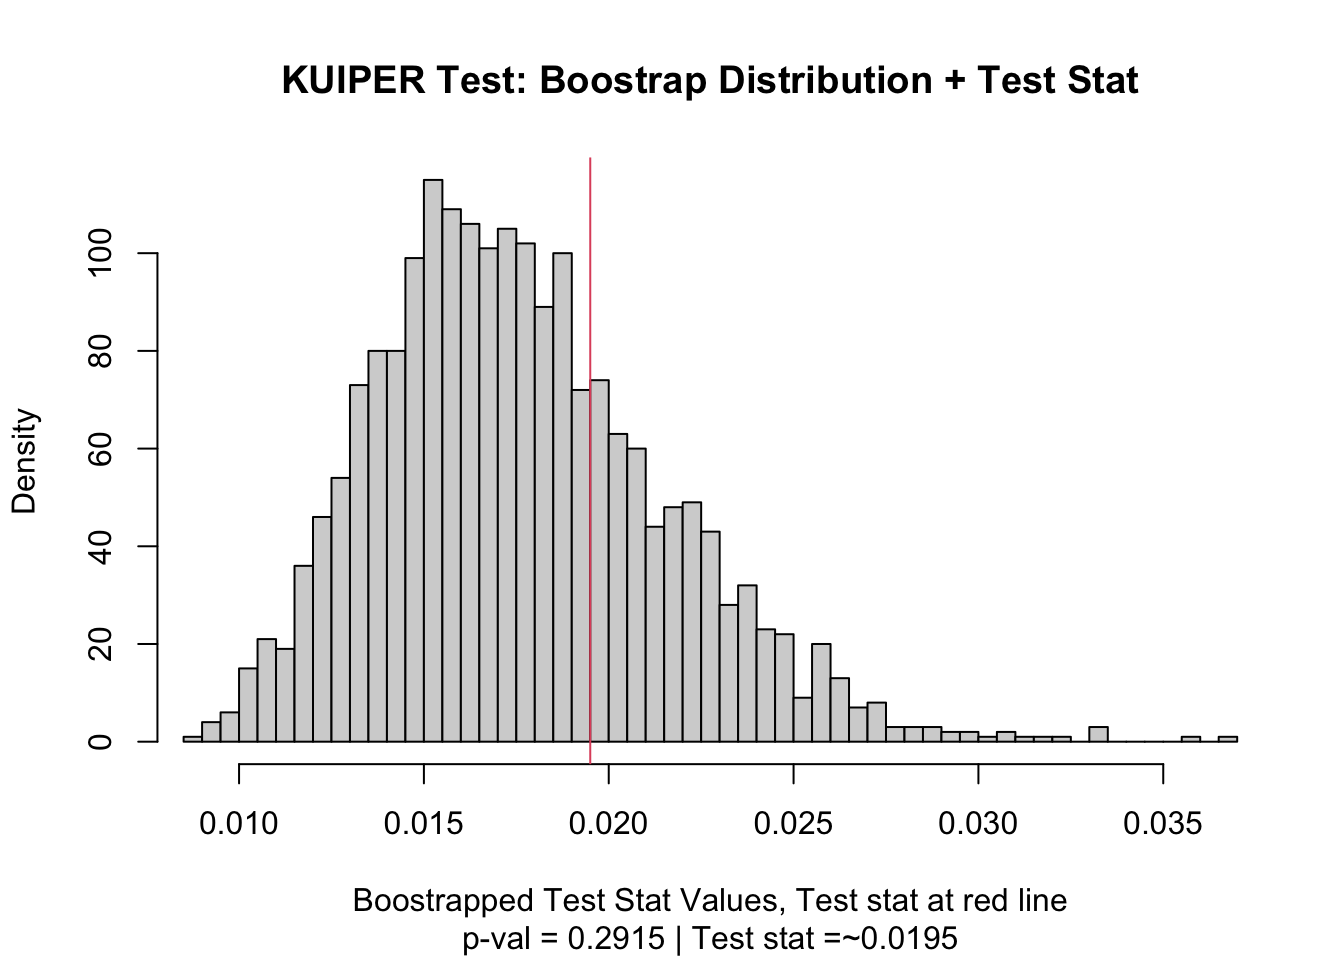 KUIPER Test: Boostrap Distribution + Test Stat
Density
100
80
60
40
20
0
0.010 0.015 0.020 0.025 0.030 0.035
Boostrapped Test Stat Values, Test stat at red line
p-val = 0.2915 | Test stat =~0.0195